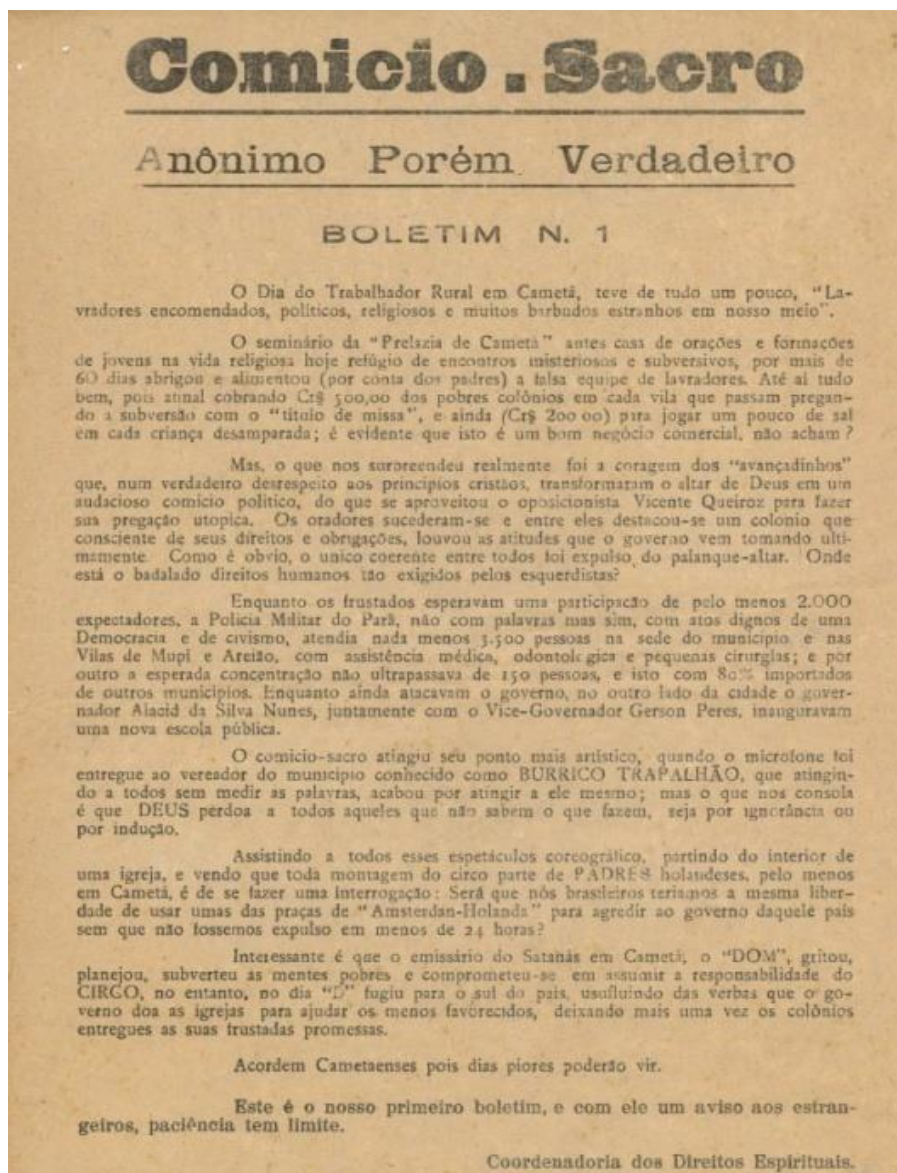 Comicio . Sacro
Anônimo Porém Verdadeiro
BOLETIM N. 1
O Dia do Trabalhador Rural em Cametá, teve de tudo um pouco, “La-
vradores encomendados, políticos, religiosos e muitos barbudos estranhos em nosso meio”.
O seminário da “Prelazia de Cametá” antes casa de orações e formações
de jovens na vida religiosa hoje refúgio de encontros misteriosos e subversivos, por mais de
60 dias abrigou e alimentou (por conta dos padres) a falsa equipe de lavradores. Até aí tudo
bem, pois afinal cobrando Cr$ 500,00 dos pobres colônios em cada vila que passam pregan-
do a subversão com o “título de missa”, e ainda (Cr$ 200 00) para jogar um pouco de sal
em cada criança desamparada; é evidente que isto é um bom negócio comercial, não acham?
Mas, o que nos surpreendeu realmente foi a coragem dos “avançadinhos”
que, num verdadeiro desrespeito aos princípios cristãos, transformaram o altar de Deus em um
audacioso comício político, do que se aproveitou o oposicionista Vicente Queiroz para fazer
sua pregação utopica. Os oradores sucederam-se e entre eles destacou-se um colonio que
consciente de seus direitos e obrigações, louvou as atitudes que o governo vem tomando ulti-
mamente Como é obvio, o unico coerente entre todos foi expulso do palanque-altar. Onde
está o badalado direitos humanos tão exigidos pelos esquerdistas?
Enquanto os frustados esperavam uma participação de pelo menos 2.000
expectadores, a Polícia Militar do Pará, não com palavras mas sim, com atos dignos de uma
Democracia e de civismo, atendia nada menos 3.500 pessoas na sede do município e nas
Vilas de Mupi e Areião, com assistência médica, odontologica e pequenas cirurgias; e por
outro a esperada concentração não ultrapassava de 150 pessoas, e isto com 80% importados
de outros municípios. Enquanto ainda atacavam o governo, no outro lado da cidade o gover-
nador Alacid da Silva Nunes, juntamente com o Vice-Governador Gerson Peres, inauguravam
uma nova escola pública.
O comício-sacro atingiu seu ponto mais artístico, quando o microfone foi
entregue ao vereador do município conhecido como BURRICO TRAPALHÃO, que atingin-
do a todos sem medir as palavras, acabou por atingir a ele mesmo; mas o que nos consola
é que DEUS perdoa a todos aqueles que não sabem o que fazem, seja por ignorância ou
por indução.
Assistindo a todos esses espetáculos coreográfico, partindo do interior de
uma igreja, e vendo que toda montagem do circo parte de PADRES holandeses, pelo menos
em Cametá, é de se fazer uma interrogação: Será que nós brasileiros teriamos a mesma liber-
dade de usar umas das praças de “Amsterdan-Holanda” para agredir ao governo daquele país
sem que não fossemos expulso em menos de 24 horas?
Interessante é que o emissário do Satanás em Cametá, o “DOM”, gritou,
planejou, subverteu as mentes pobres e comprometeu-se em assumir a responsabilidade do
CIRCO, no entanto, no dia “D” fugiu para o sul do país, usufluindo das verbas que o go-
verno doa as igrejas para ajudar os menos favorecidos, deixando mais uma vez os colônios
entregues as suas frustadas promessas.
Acordem Cametaenses pois dias piores poderão vir.
Este é o nosso primeiro boletim, e com ele um aviso aos estran-
geiros, paciência tem limite.
Coordenadoria dos Direitos Espirituais.